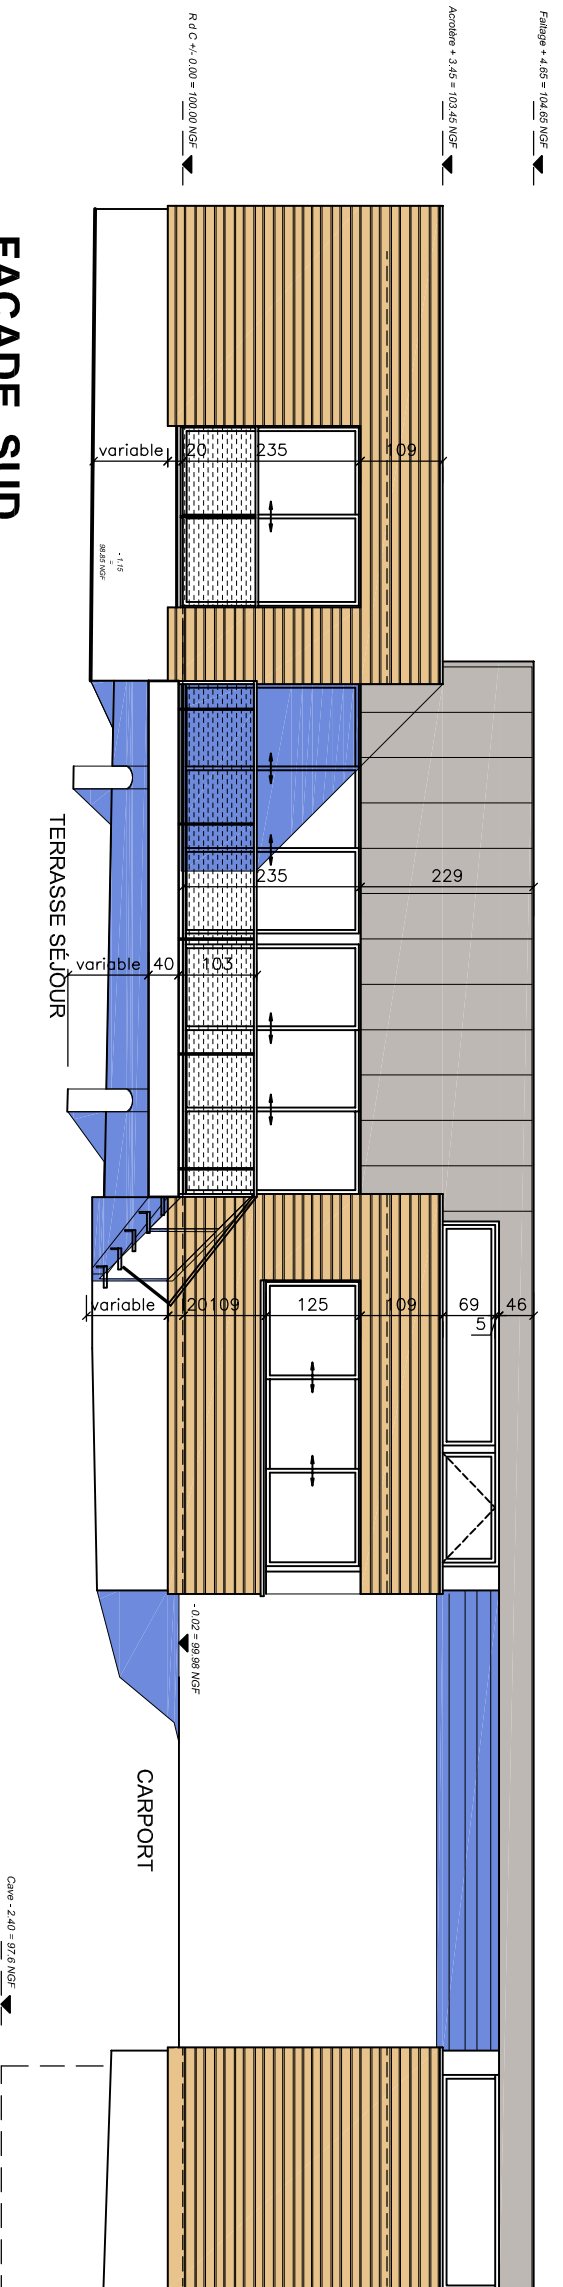 Faîtage + 4.65 = 104.65 NGF
Acrotère + 3.45 = 103.45 NGF
R d C +/- 0.00 = 100.00 NGF
109
235
20
variable
- 1.15
=
98.85 NGF
229
235
103
40
variable
TERRASSE SÉJOUR
46
5
69
109
125
109
20
variable
- 0.02 = 99.98 NGF
CARPORT
Cave - 2.40 = 97.6 NGF
FAÇADE SUD